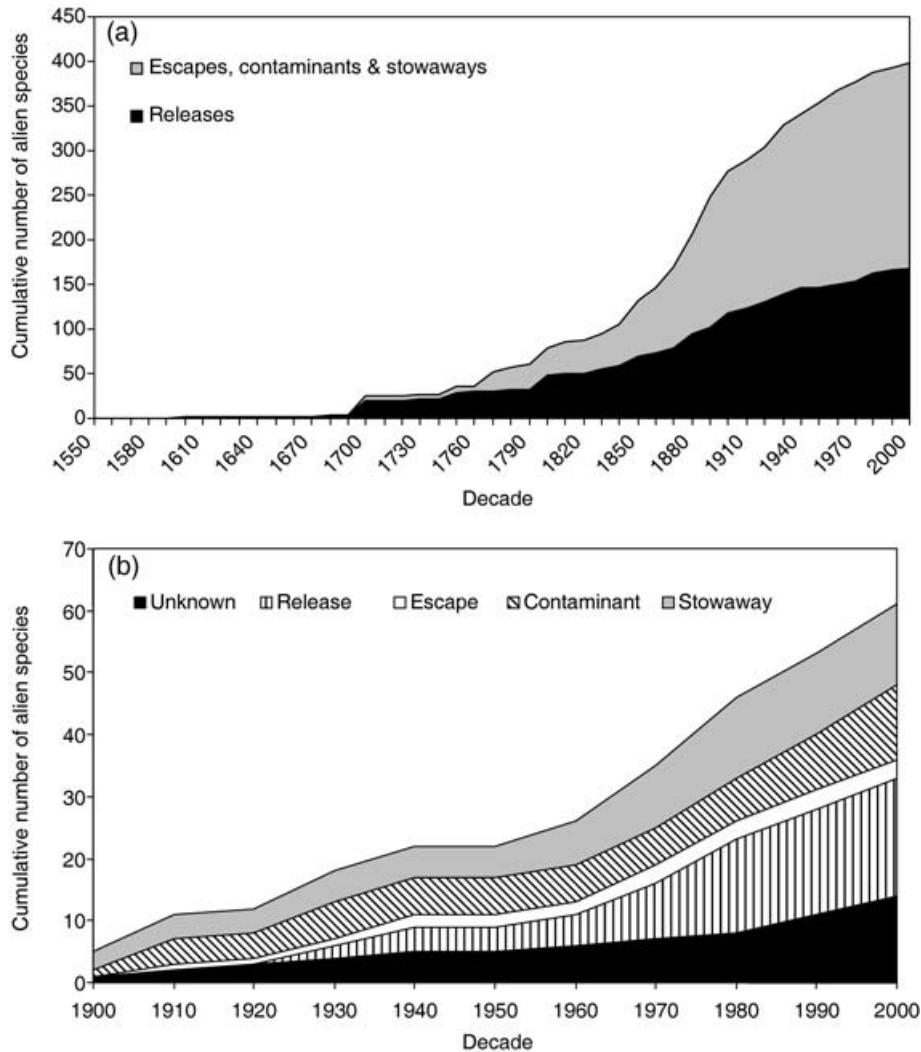 (a)
Escapes, contaminants & stowaways
Releases
Cumulative number of alien species
450
400
350
300
250
200
150
100
50
0
1550 1580 1610 1640 1670 1700 1730 1760 1790 1820 1850 1880 1910 1940 1970 2000
Decade
(b)
Unknown Release Escape Contaminant Stowaway
Cumulative number of alien species
70
60
50
40
30
20
10
0
1900 1910 1920 1930 1940 1950 1960 1970 1980 1990 2000
Decade